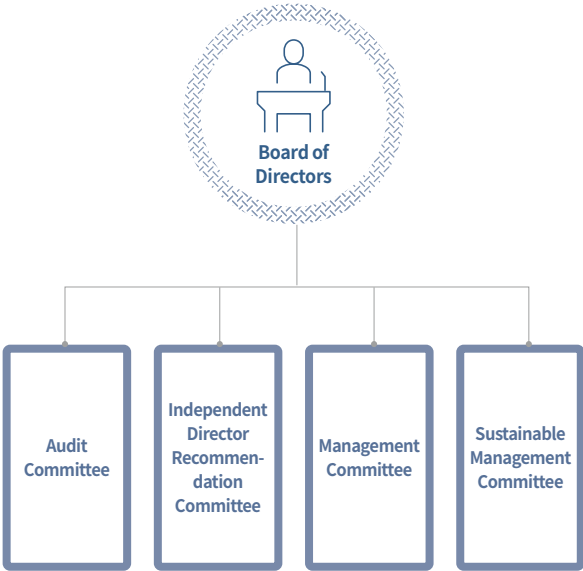 Board of
Directors
Audit
Committee
Independent
Director
Recommen-
dation
Committee
Management
Committee
Sustainable
Management
Committee